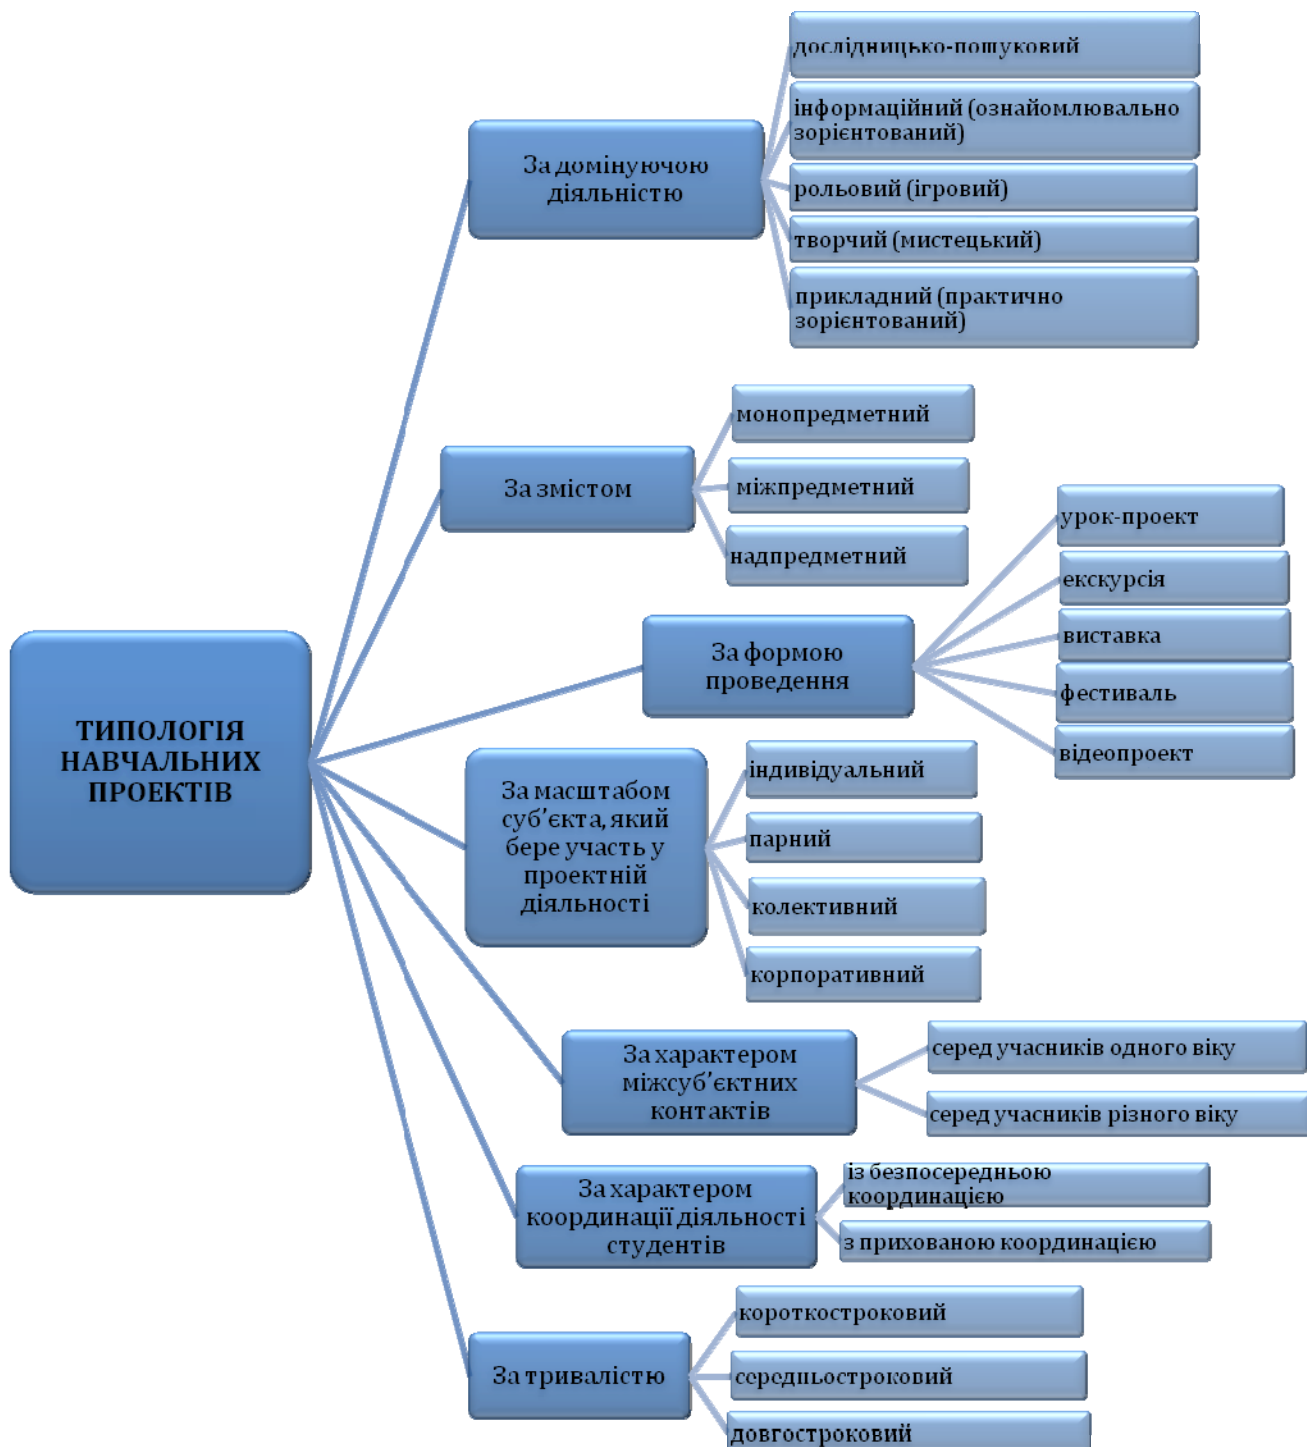 ТИПОЛОГІЯ
НАВЧАЛЬНИХ
ПРОЕКТІВ
За домінуючою
діяльністю
дослідницько-пошуковий
інформаційний (ознайомлювально
зорієнтований)
рольовий (ігровий)
творчий (мистецький)
прикладний (практично
зорієнтований)
За змістом
монопредметний
міжпредметний
надпредметний
За формою
проведення
урок-проект
екскурсія
виставка
фестиваль
відеопроект
За масштабом
суб’єкта, який
бере участь у
проектній
діяльності
індивідуальний
парний
колективний
корпоративний
За характером
міжсуб’єктних
контактів
серед учасників одного віку
серед учасників різного віку
За характером
координації діяльності
студентів
із безпосередньою
координацією
з прихованою координацією
За тривалістю
короткостроковий
середньостроковий
довгостроковий